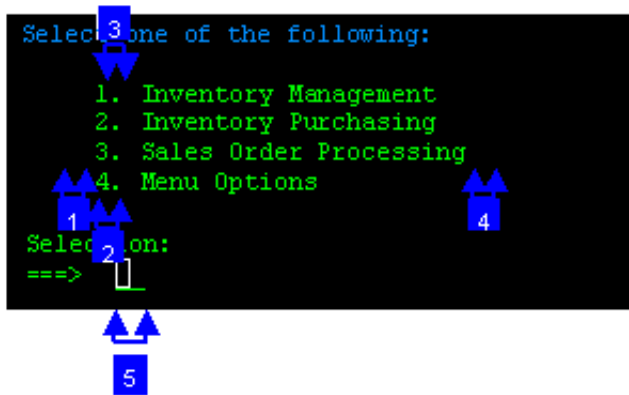 3
Select one of the following:
1. Inventory Management
2. Inventory Purchasing
3. Sales Order Processing
4. Menu Options
1
2
4
Selection:
===>
5